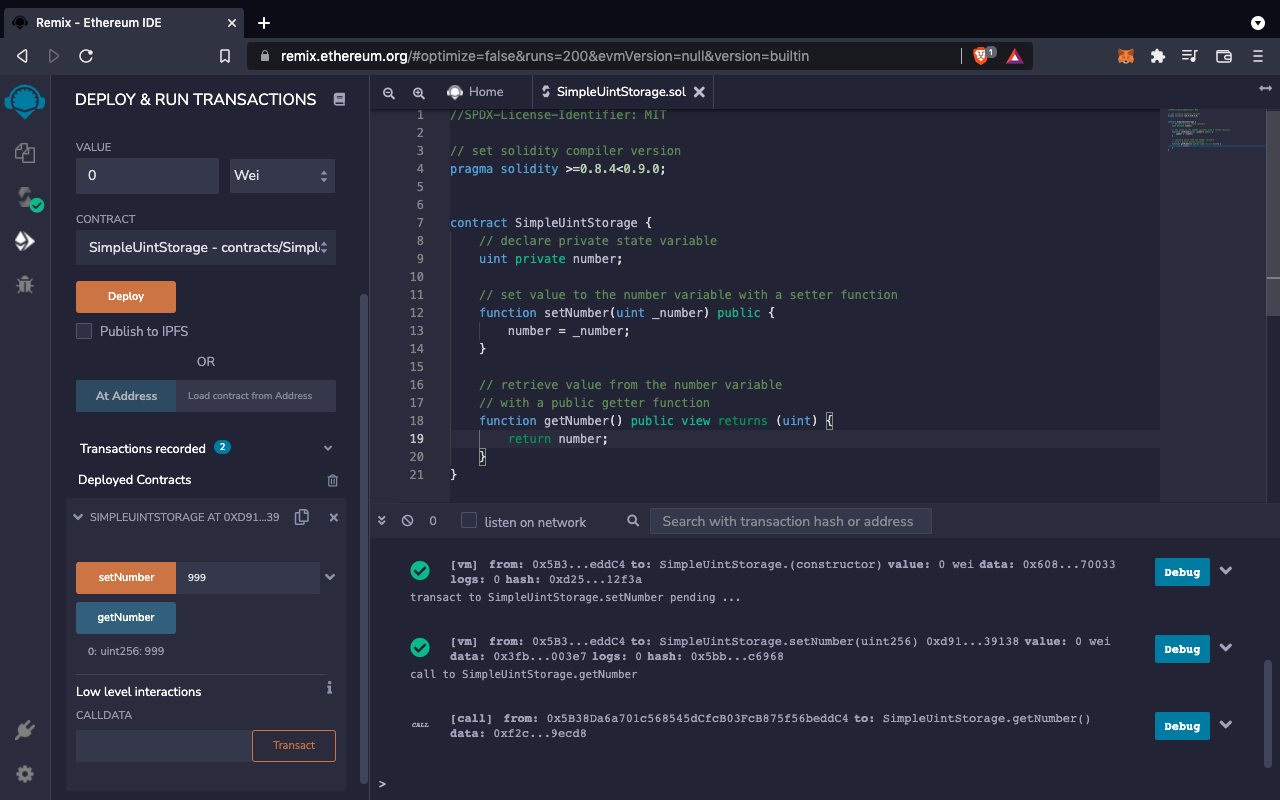 Remix - Ethereum IDE
remix.ethereum.org/#optimize=false&runs=200&evmVersion=null&version=builtin
1
DEPLOY & RUN TRANSACTIONS
VALUE
0
Wei
CONTRACT
SimpleUintStorage - contracts/Simpl
Deploy
Publish to IPFS
OR
At Address
Load contract from Address
Transactions recorded 2
Deployed Contracts
SIMPLEUINTSTORAGE AT 0XD91...39
setNumber
999
getNumber
0: uint256: 999
Low level interactions
CALLDATA
Transact
Home
SimpleUintStorage.sol
1 //SPDX-License-Identifier: MIT
2
3 // set solidity compiler version
4 pragma solidity >=0.8.4<0.9.0;
5
6
7 contract SimpleUintStorage {
8 // declare private state variable
9 uint private number;
10
11 // set value to the number variable with a setter function
12 function setNumber(uint _number) public {
13 number = _number;
14 }
15
16 // retrieve value from the number variable
17 // with a public getter function
18 function getNumber() public view returns (uint) {
19 return number;
20 }
21 }
0
listen on network
Search with transaction hash or address
[vm] from: 0x5B3...eddC4 to: SimpleUintStorage.(constructor) value: 0 wei data: 0x608...70033
logs: 0 hash: 0xd25...12f3a
Debug
transact to SimpleUintStorage.setNumber pending ...
[vm] from: 0x5B3...eddC4 to: SimpleUintStorage.setNumber(uint256) 0xd91...39138 value: 0 wei
data: 0x3fb...003e7 logs: 0 hash: 0x5bb...c6968
Debug
call to SimpleUintStorage.getNumber
CALL
[call] from: 0x5B38Da6a701c568545dCfcB03FcB875f56beddC4 to: SimpleUintStorage.getNumber()
data: 0xf2c...9ecd8
Debug
>